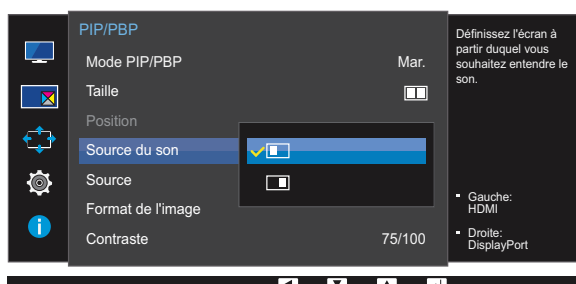 PIP/PBP
Mode PIP/PBP Mar.
Taille
Position
Source du son
Source
Format de l'image
Contraste 75/100
Définissez l'écran à
partir duquel vous
souhaitez entendre le
son.
Gauche:
HDMI
Droite:
DisplayPort